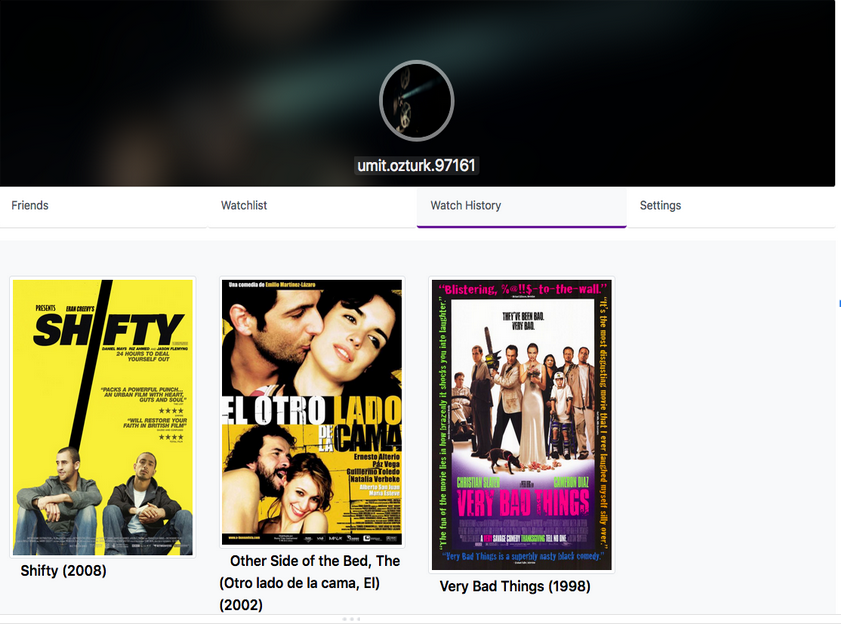 umit.ozturk.97161
Friends
Watchlist
Watch History
Settings
PRESENTS
ERAN CREEVY'S
SHIFTY
DANIEL MAYS RIZ AHMED AND JASON FLEMYNG
24 HOURS TO DEAL
YOURSELF OUT
"PACKS A POWERFUL PUNCH...
AN URBAN FILM WITH HEART,
GUTS AND SOUL"
★★★★
"WILL RESTORE YOUR
FAITH IN BRITISH FILM"
★★★★
Shifty (2008)
Una comedia de Emilio Martínez-Lázaro
EL OTRO LADO
DE LA CAMA
Ernesto Alterio
Paz Vega
Guillermo Toledo
Natalia Verbeke
Alberto San Juan
María Esteve
Other Side of the Bed, The
(Otro lado de la cama, El)
(2002)
"Blistering, %@!!$-to-the-wall."
"The fun of the movie lies in how brazenly it shocks you into laughter."
"It's the most disgusting movie that I ever laughed myself silly over."
THEY'VE BEEN BAD.
VERY BAD.
CHRISTIAN SLATER
CAMERON DIAZ
VERY BAD THINGS
A SAVAGE COMEDY THANKSGIVING TELL NO ONE.
"Very Bad Things is a superbly nasty black comedy."
Very Bad Things (1998)